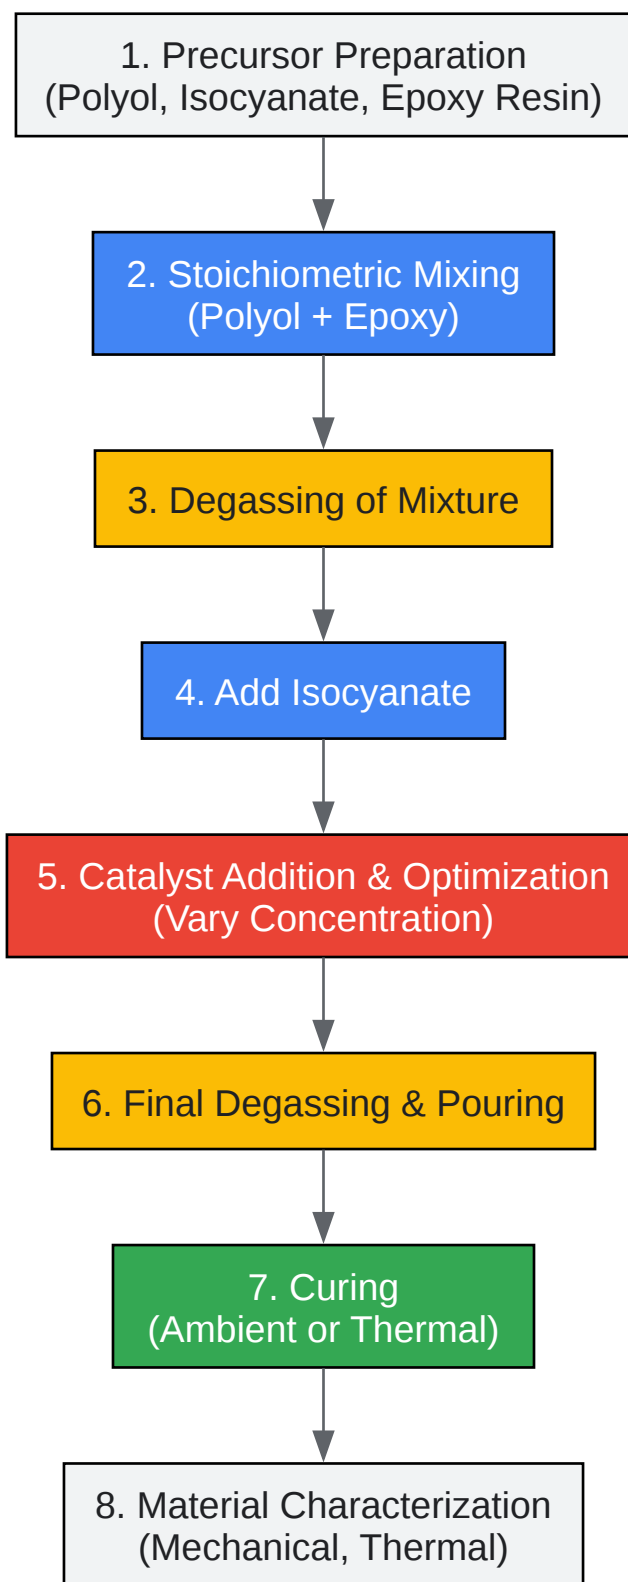 1. Precursor Preparation
(Polyol, Isocyanate, Epoxy Resin)
2. Stoichiometric Mixing
(Polyol + Epoxy)
3. Degassing of Mixture
4. Add Isocyanate
5. Catalyst Addition & Optimization
(Vary Concentration)
6. Final Degassing & Pouring
7. Curing
(Ambient or Thermal)
8. Material Characterization
(Mechanical, Thermal)